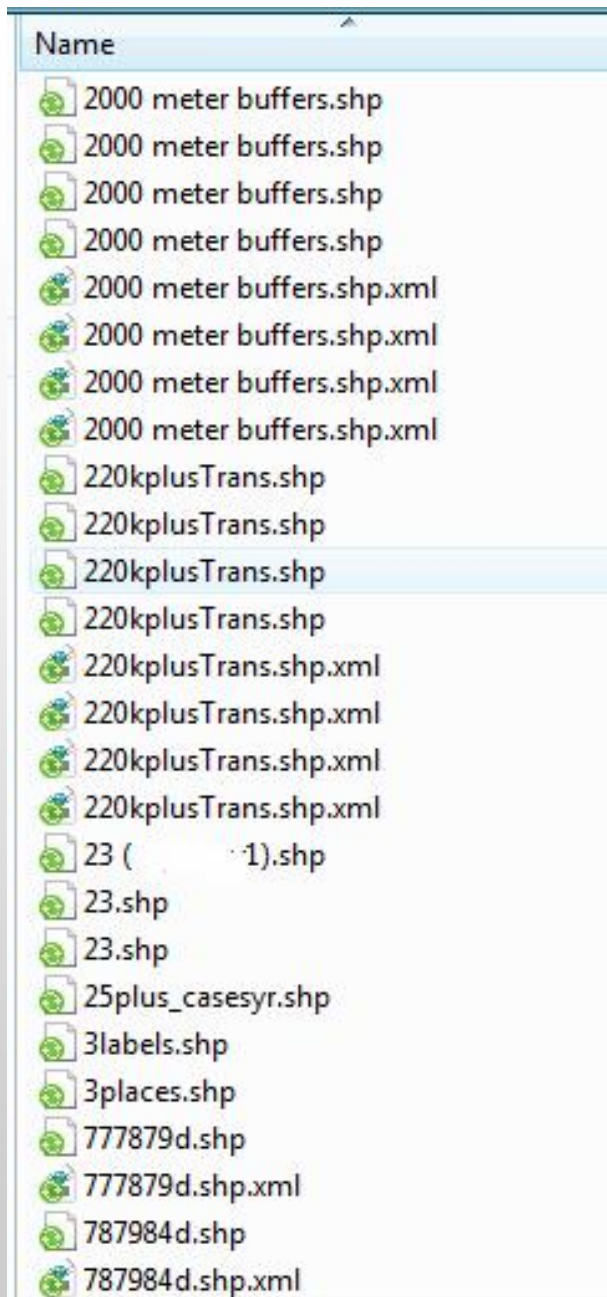 Name
2000 meter buffers.shp
2000 meter buffers.shp
2000 meter buffers.shp
2000 meter buffers.shp
2000 meter buffers.shp.xml
2000 meter buffers.shp.xml
2000 meter buffers.shp.xml
2000 meter buffers.shp.xml
220kplusTrans.shp
220kplusTrans.shp
220kplusTrans.shp
220kplusTrans.shp
220kplusTrans.shp.xml
220kplusTrans.shp.xml
220kplusTrans.shp.xml
220kplusTrans.shp.xml
23 ( 1).shp
23.shp
23.shp
25plus_casesyr.shp
3labels.shp
3places.shp
777879d.shp
777879d.shp.xml
787984d.shp
787984d.shp.xml